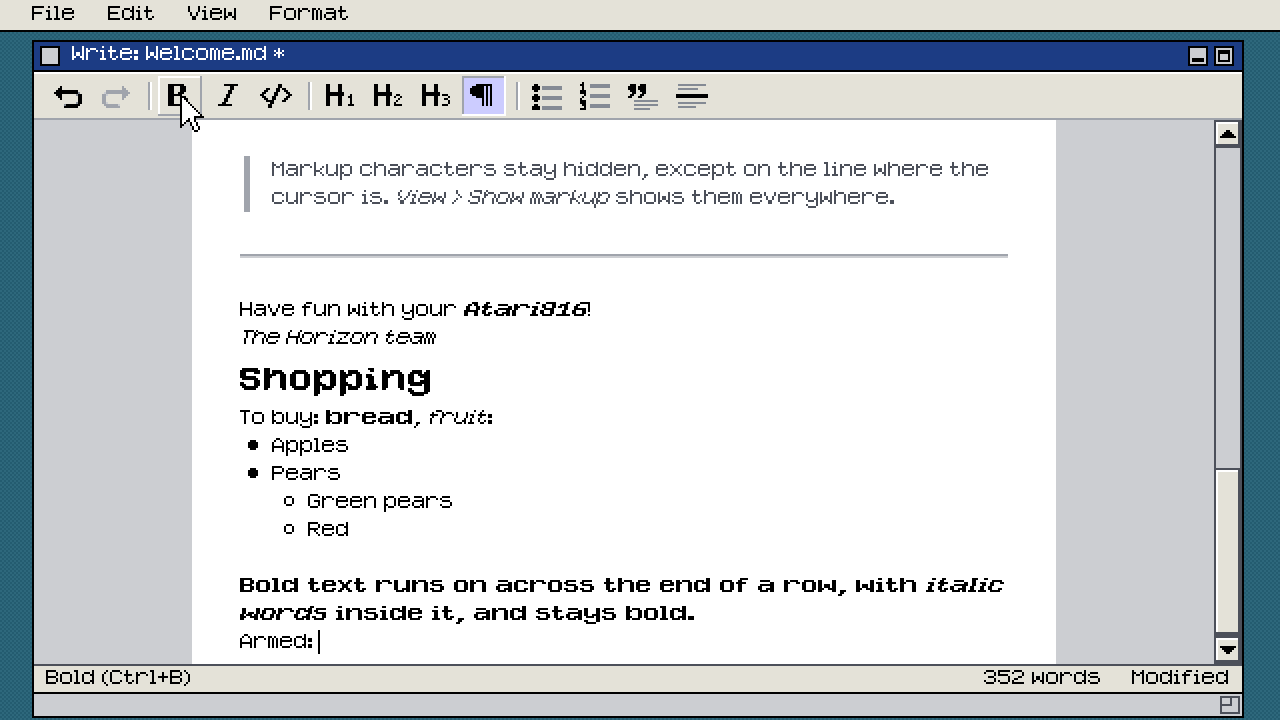 File Edit View Format
Write: Welcome.md *
B I </> H1 H2 H3 ¶
Markup characters stay hidden, except on the line where the
cursor is. View > Show markup shows them everywhere.
Have fun with your Atari816!
The Horizon team
Shopping
To buy: bread, fruit:
Apples
Pears
Green pears
Red
Bold text runs on across the end of a row, with italic
words inside it, and stays bold.
Armed:
Bold (Ctrl+B) 352 words Modified